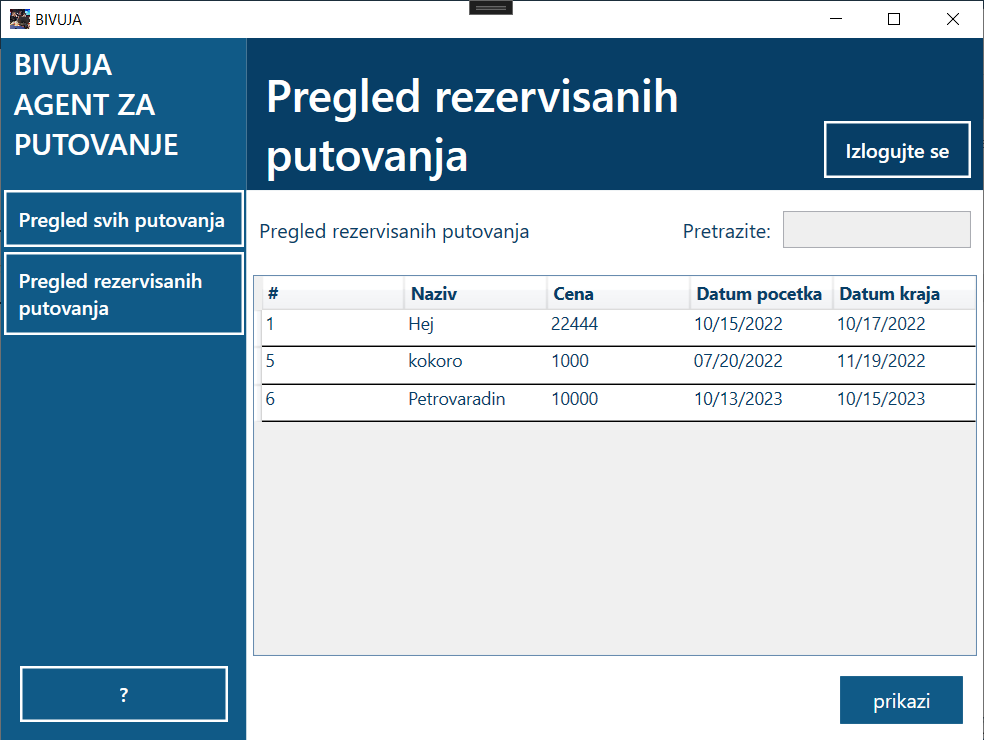 BIVUJA
BIVUJA
AGENT ZA
PUTOVANJE
Pregled rezervisanih
putovanja
Izlogujte se
Pregled svih putovanja
Pregled rezervisanih
putovanja
?
Pregled rezervisanih putovanja
Pretrazite:
# Naziv Cena Datum pocetka Datum kraja
1 Hej 22444 10/15/2022 10/17/2022
5 kokoro 1000 07/20/2022 11/19/2022
6 Petrovaradin 10000 10/13/2023 10/15/2023
prikazi